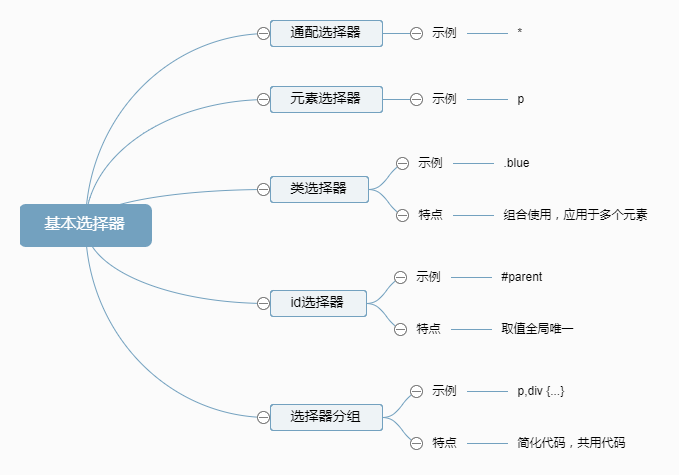 通配选择器
示例
*
元素选择器
示例
p
类选择器
示例
.blue
特点
组合使用，应用于多个元素
基本选择器
id选择器
示例
#parent
特点
取值全局唯一
选择器分组
示例
p,div {...}
特点
简化代码，共用代码